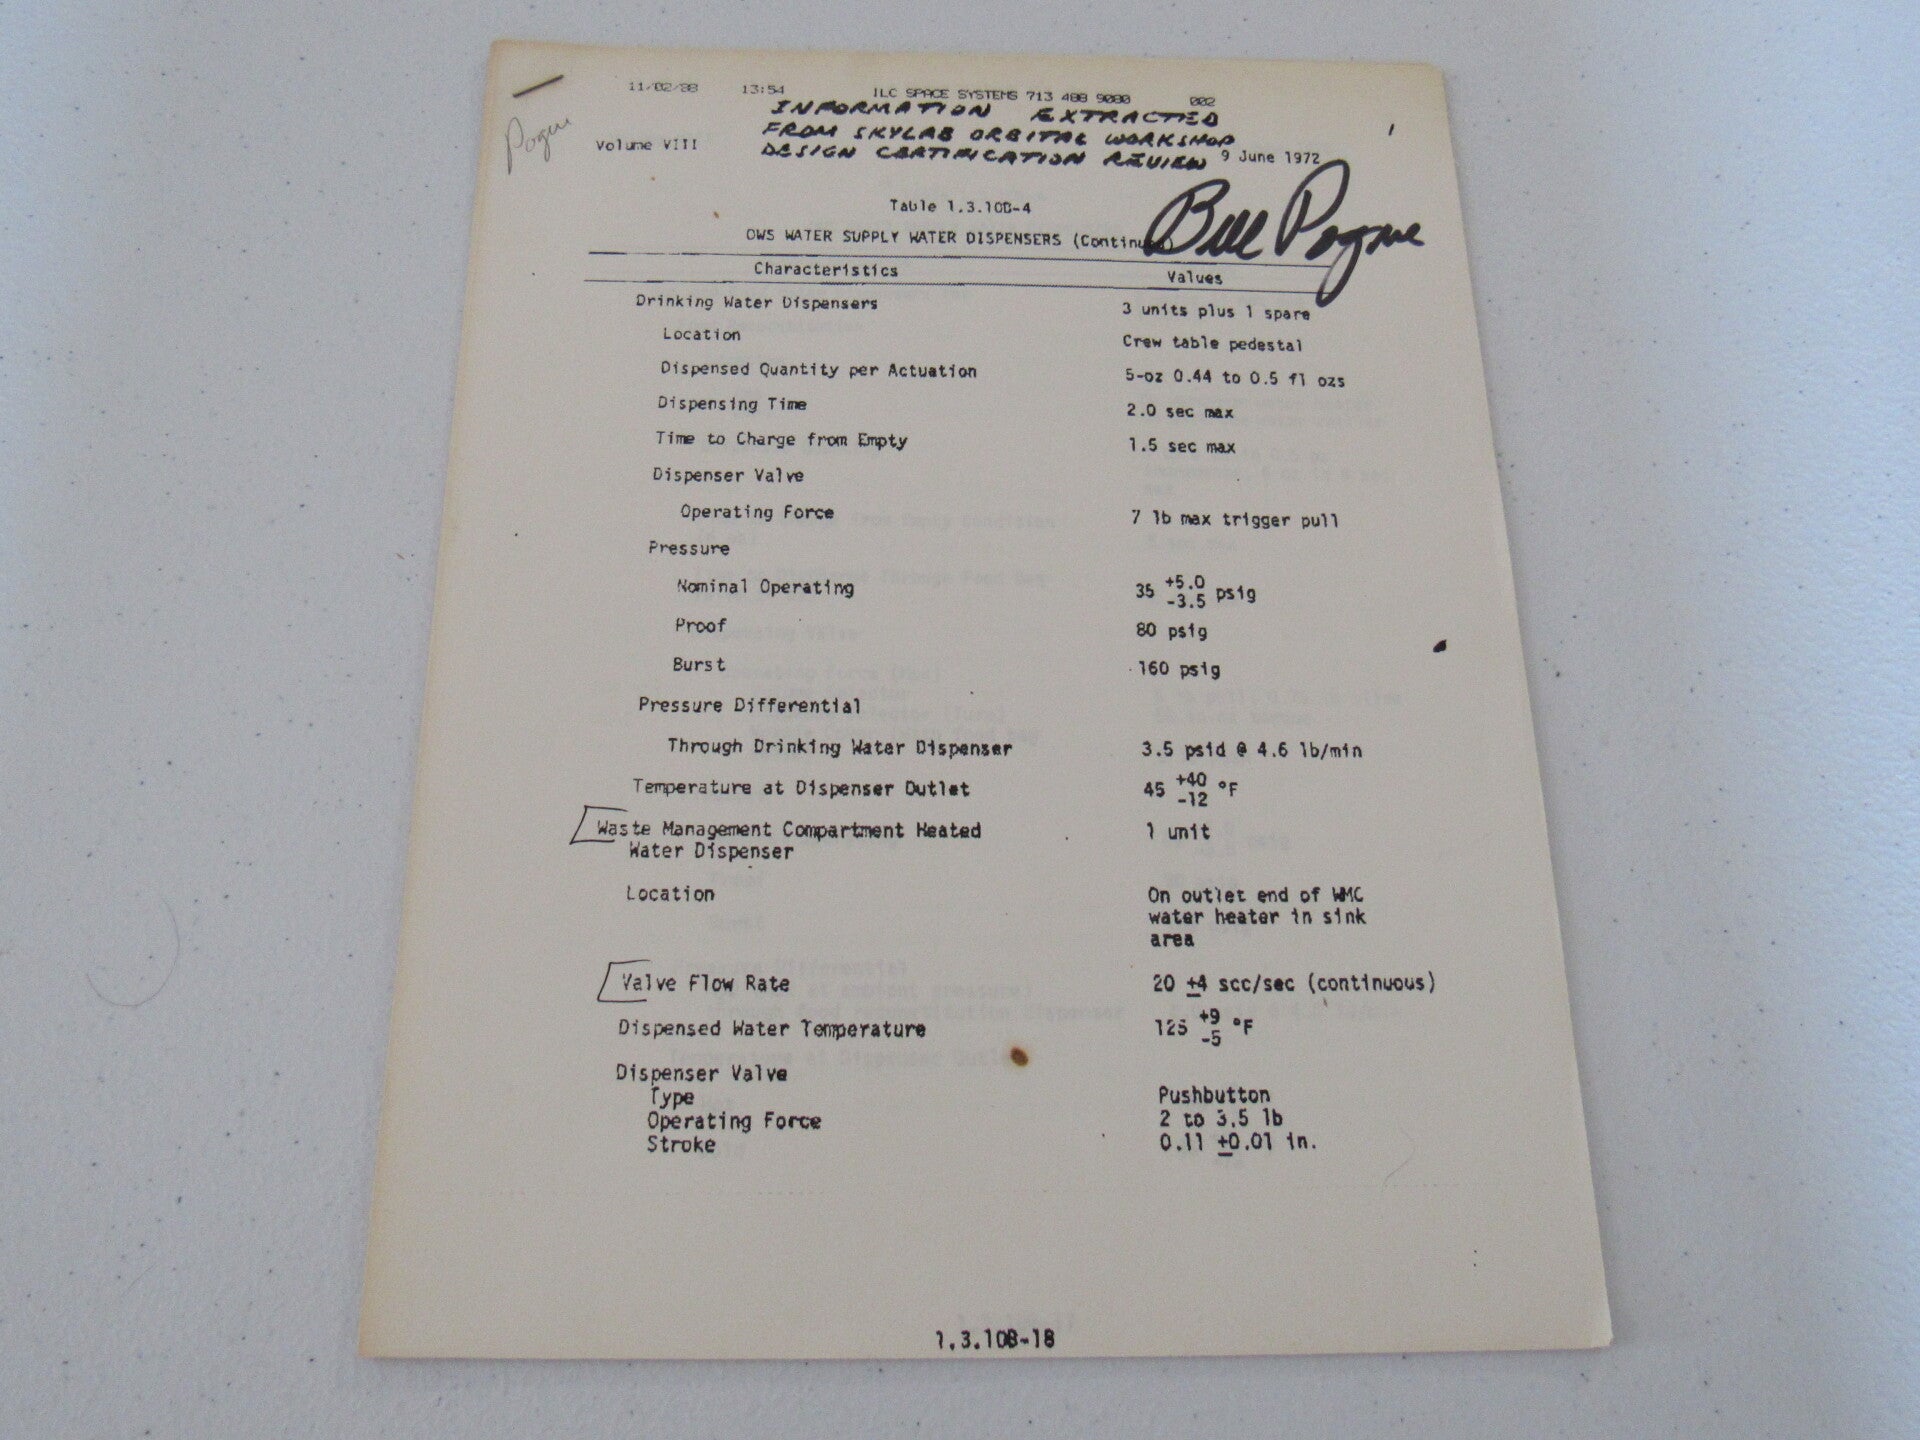 11/02/88 13:54 ILC SPACE SYSTEMS 713 488 9080 002
Pogue
INFORMATION EXTRACTED
FROM SKYLAB ORBITAL WORKSHOP
DESIGN CERTIFICATION REVIEW
Volume VIII 9 June 1972
Bill Pogue
Table 1.3.10B-4
OWS WATER SUPPLY WATER DISPENSERS (Continued)
Characteristics Values
Drinking Water Dispensers 3 units plus 1 spare
Location Crew table pedestal
Dispensed Quantity per Actuation 5-oz 0.44 to 0.5 fl ozs
Dispensing Time 2.0 sec max
Time to Charge from Empty 1.5 sec max
Dispenser Valve
Operating Force 7 lb max trigger pull
Pressure
Nominal Operating 35 +5.0 -3.5 psig
Proof 80 psig
Burst 160 psig
Pressure Differential
Through Drinking Water Dispenser 3.5 psid @ 4.6 lb/min
Temperature at Dispenser Outlet 45 +40 -12 °F
Waste Management Compartment Heated 1 unit
Water Dispenser
Location On outlet end of WMC
water heater in sink
area
Valve Flow Rate 20 ±4 scc/sec (continuous)
Dispensed Water Temperature 125 +9 -5 °F
Dispenser Valve
Type Pushbutton
Operating Force 2 to 3.5 lb
Stroke 0.11 ±0.01 in.
1.3.10B-18